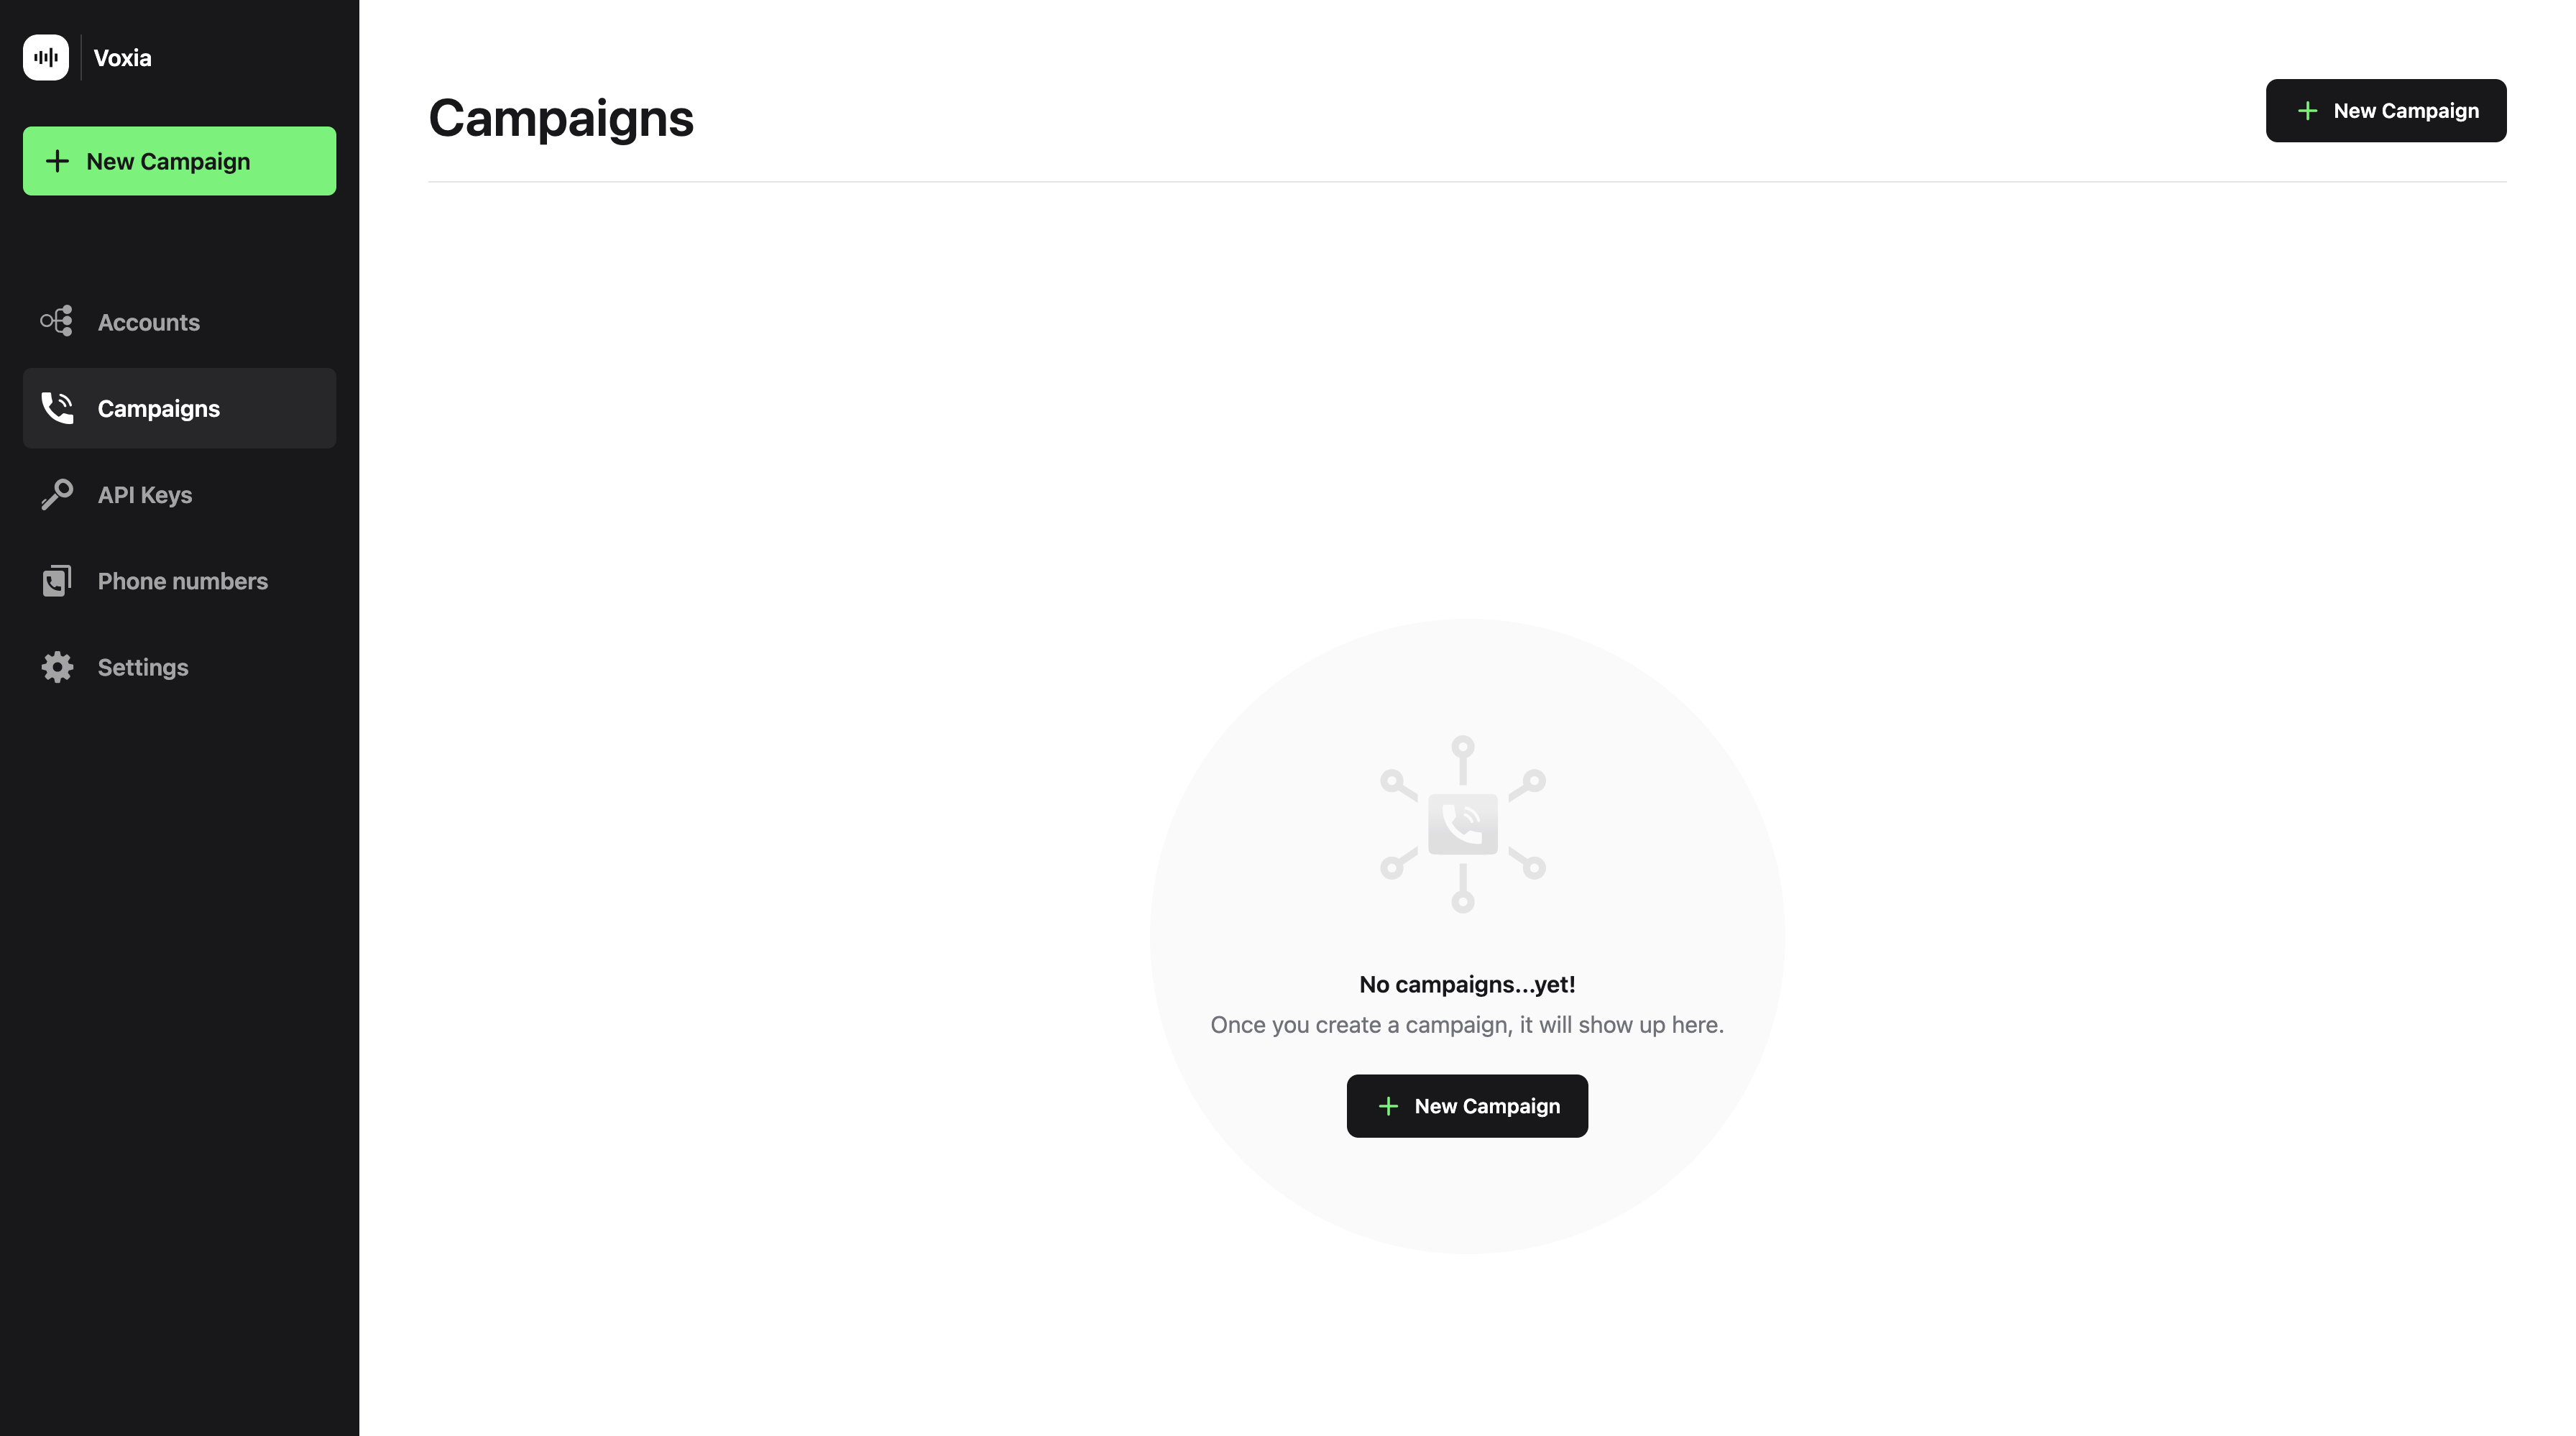 Voxia
New Campaign
Accounts
Campaigns
API Keys
Phone numbers
Settings
Campaigns
New Campaign
No campaigns...yet!
Once you create a campaign, it will show up here.
New Campaign